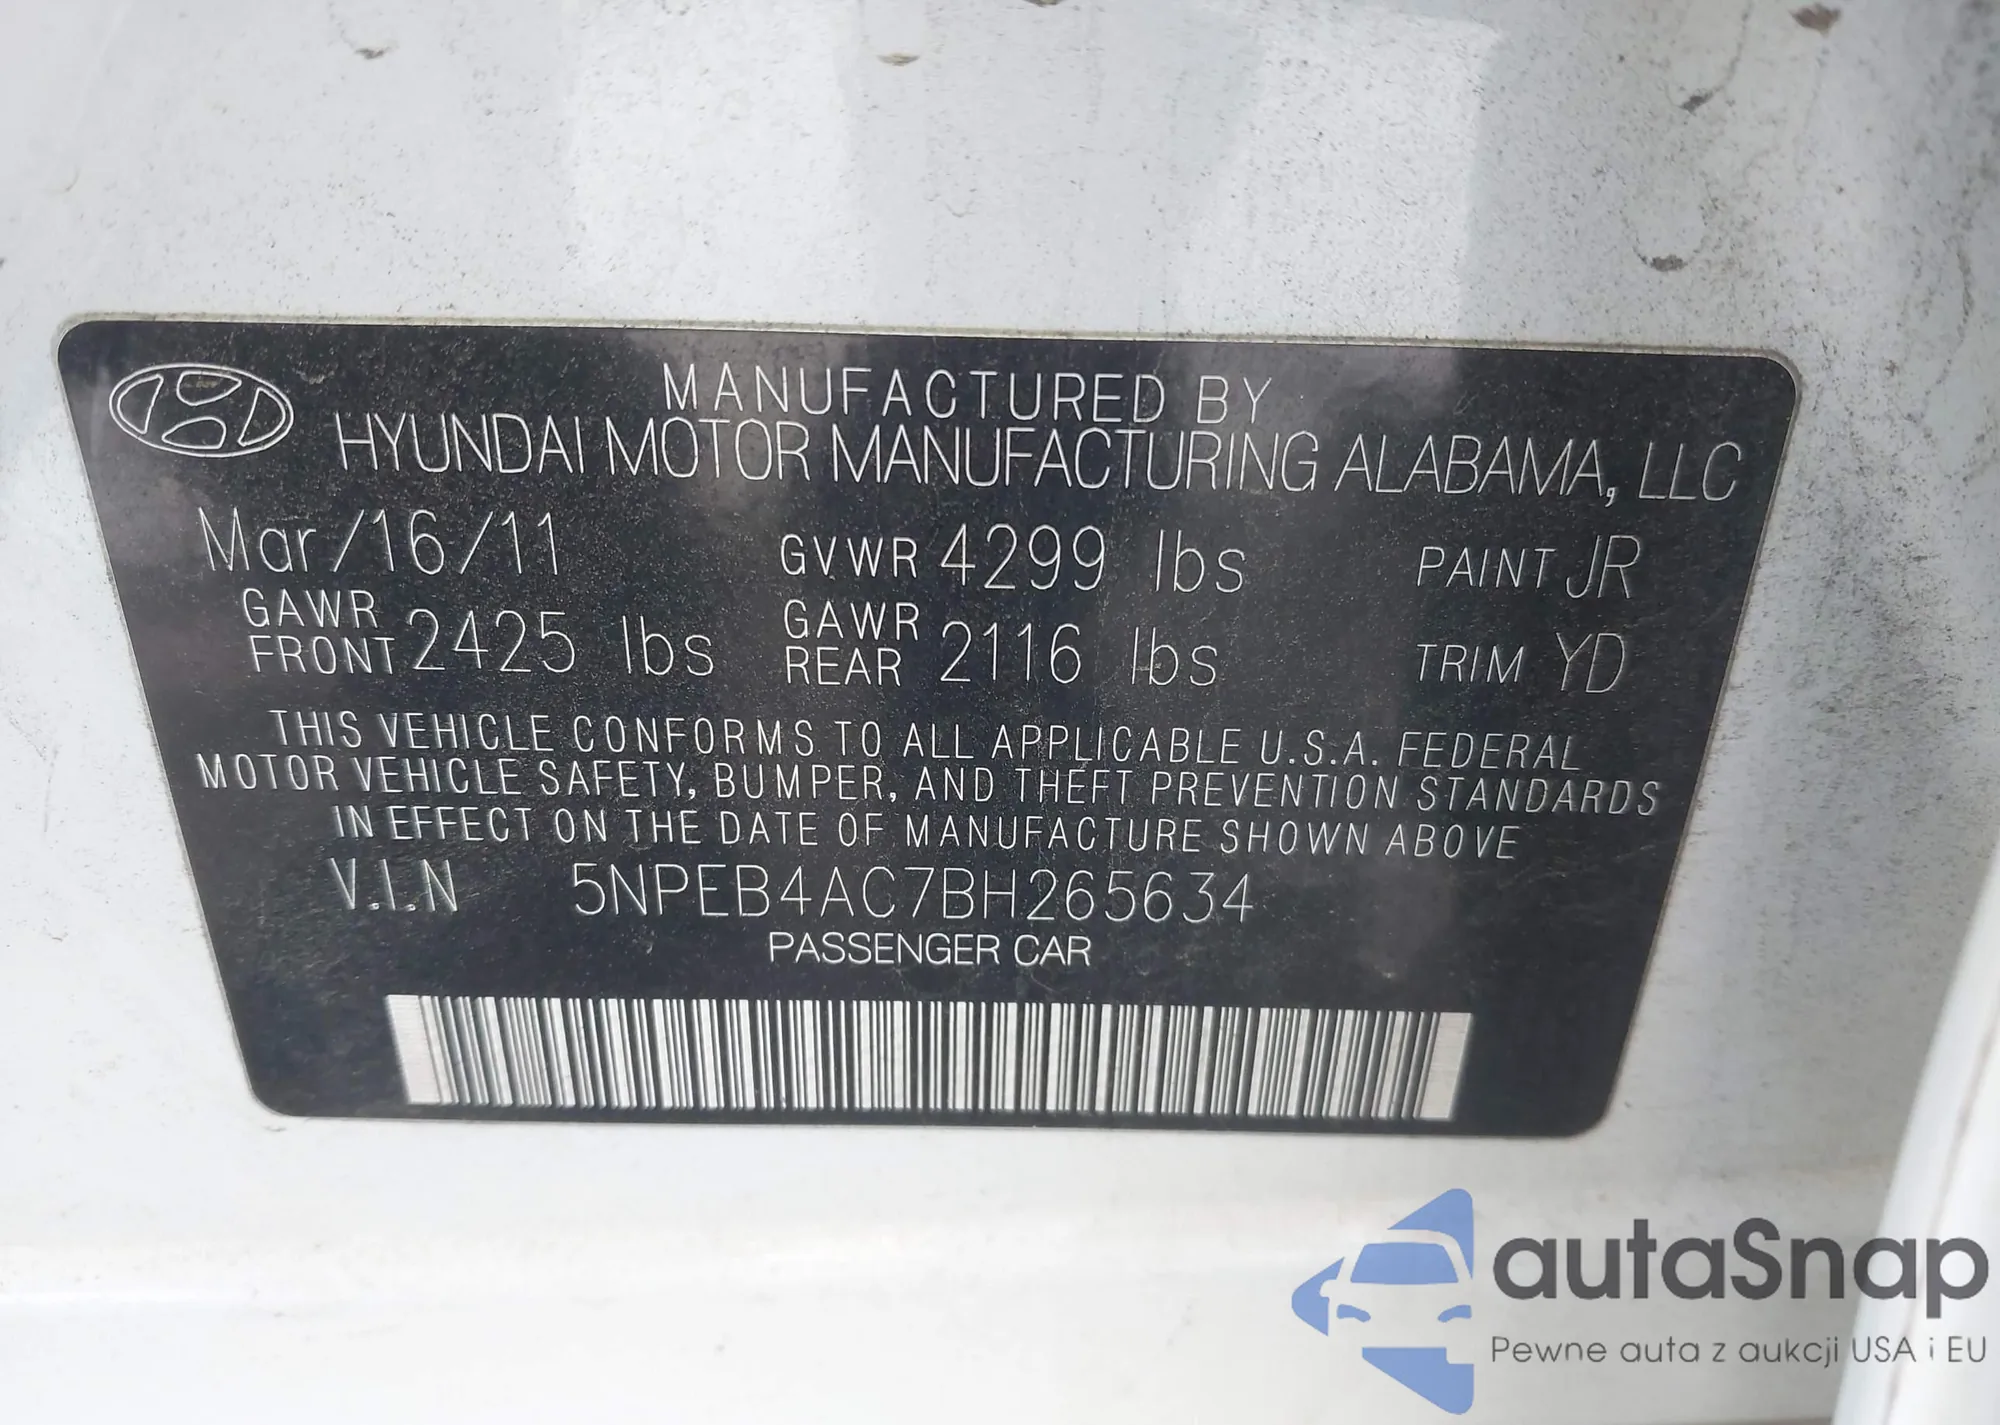 MANUFACTURED BY
HYUNDAI MOTOR MANUFACTURING ALABAMA, LLC
Mar/16/11 GVWR 4299 lbs PAINT JR
GAWR FRONT 2425 lbs GAWR REAR 2116 lbs TRIM YD
THIS VEHICLE CONFORMS TO ALL APPLICABLE U.S.A. FEDERAL
MOTOR VEHICLE SAFETY, BUMPER, AND THEFT PREVENTION STANDARDS
IN EFFECT ON THE DATE OF MANUFACTURE SHOWN ABOVE
V.I.N 5NPEB4AC7BH265634
PASSENGER CAR
autaSnap
Pewne auta z aukcji USA i EU